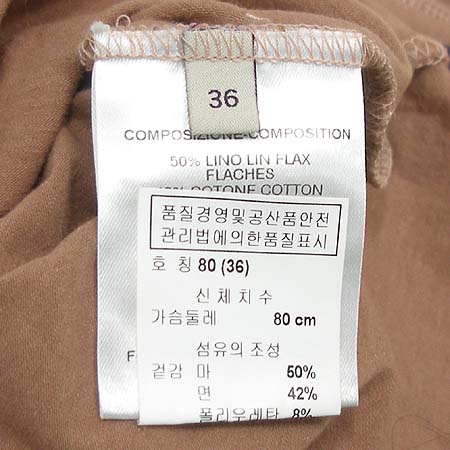 36
COMPOSIZIONE-COMPOSITION
50% LINO LIN FLAX
FLACHES
COTONE COTTON
품질경영및공산품안전
관리법에의한품질표시
호 칭 80 (36)
신체치수
가슴둘레 80 cm
섬유의 조성
겉감 마 50%
면 42%
폴리우레탄 8%
F